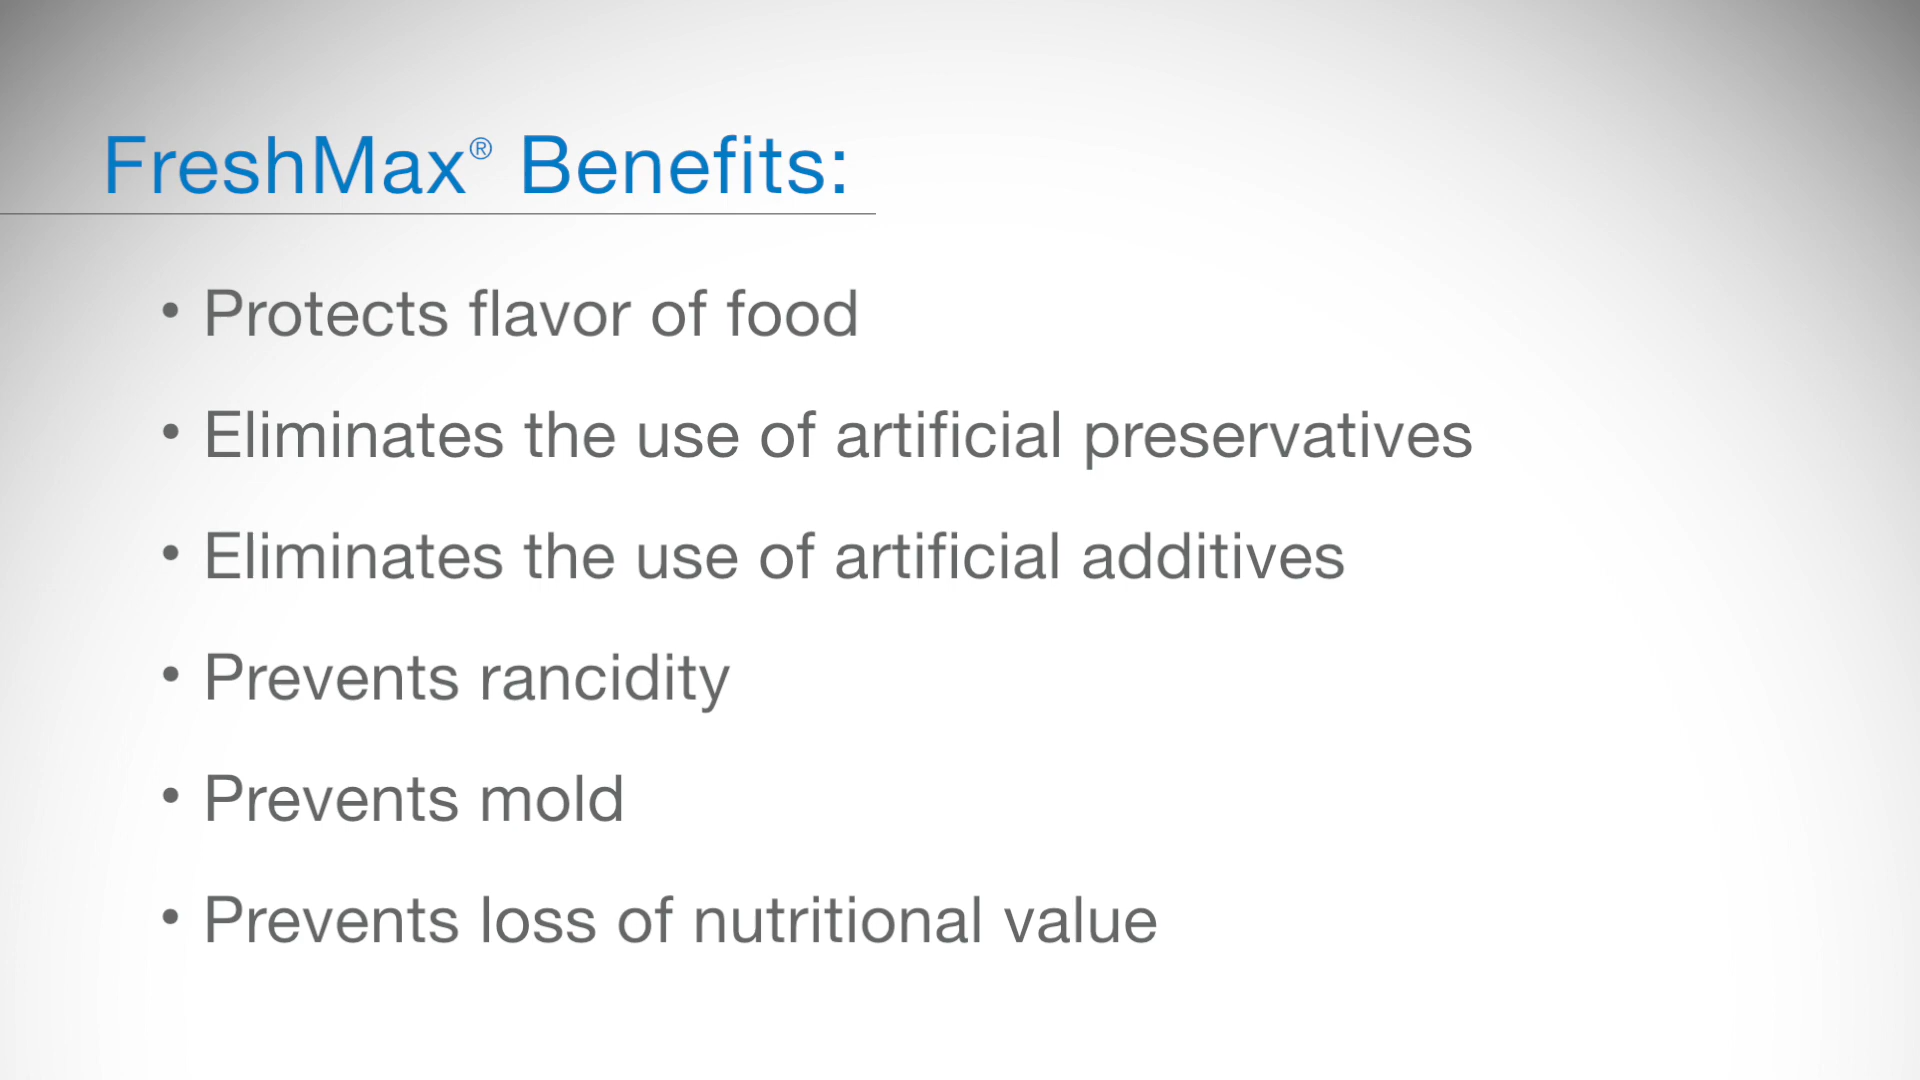 FreshMax® Benefits:
• Protects flavor of food
• Eliminates the use of artificial preservatives
• Eliminates the use of artificial additives
• Prevents rancidity
• Prevents mold
• Prevents loss of nutritional value